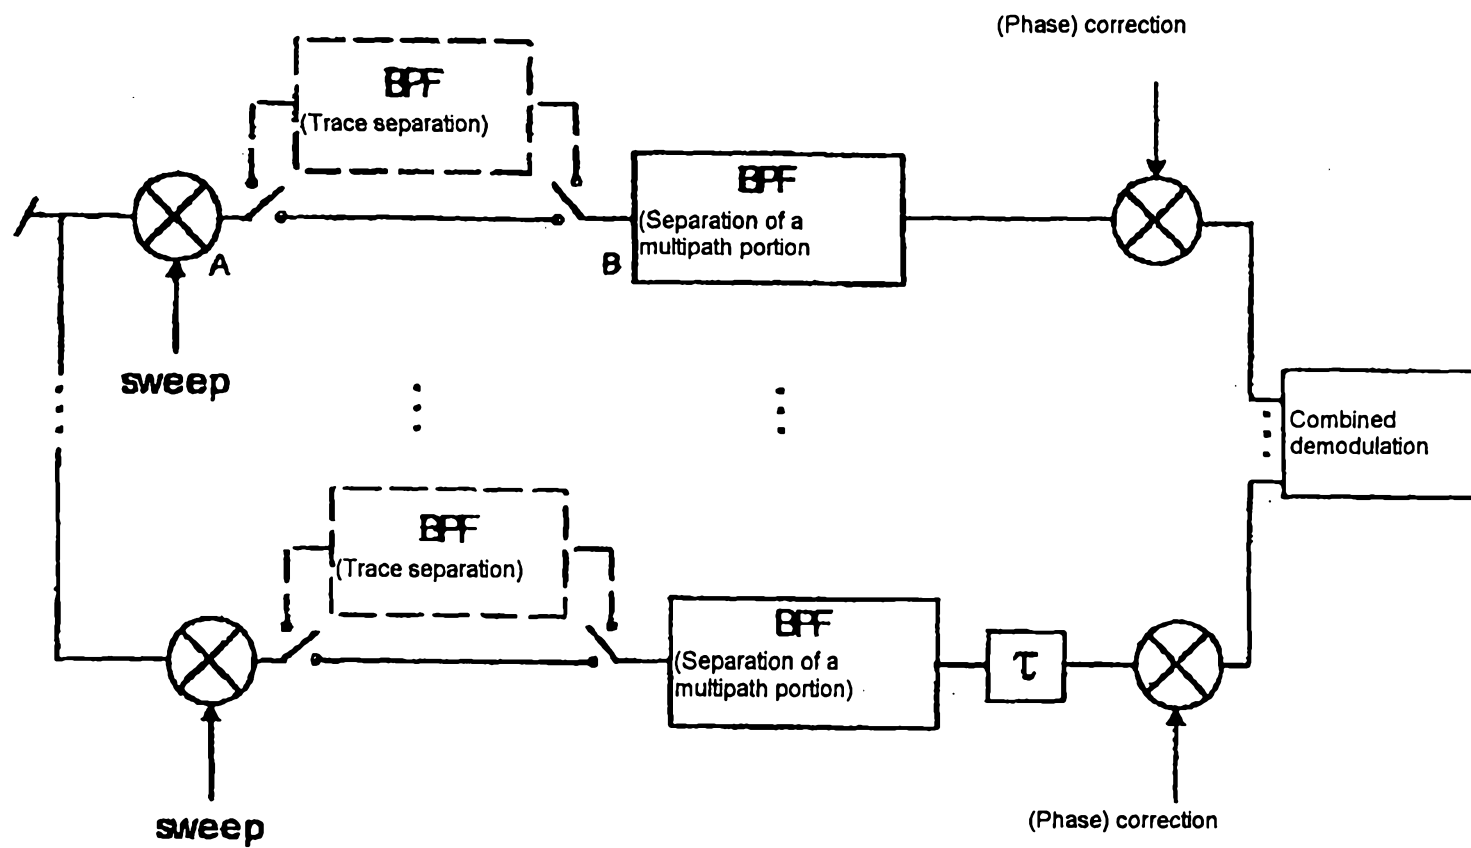 (Phase) correction
BPF
(Trace separation)
BPF
(Separation of a
multipath portion
A
B
sweep
Combined
demodulation
BPF
(Trace separation)
BPF
(Separation of a
multipath portion)
τ
sweep
(Phase) correction